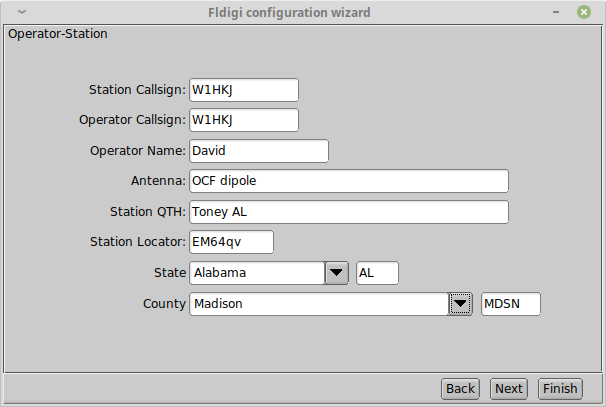 Fldigi configuration wizard
Operator-Station
Station Callsign: W1HKJ
Operator Callsign: W1HKJ
Operator Name: David
Antenna: OCF dipole
Station QTH: Toney AL
Station Locator: EM64qv
State Alabama AL
County Madison MDSN
Back Next Finish